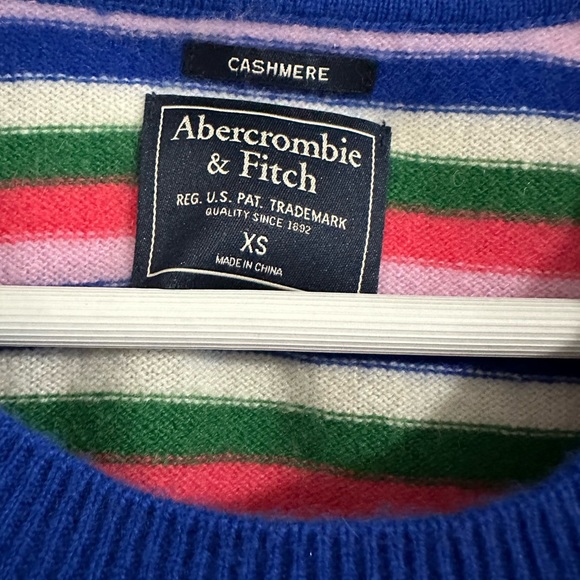 CASHMERE
Abercrombie
& Fitch
REG. U.S. PAT. TRADEMARK
QUALITY SINCE 1892
XS
MADE IN CHINA